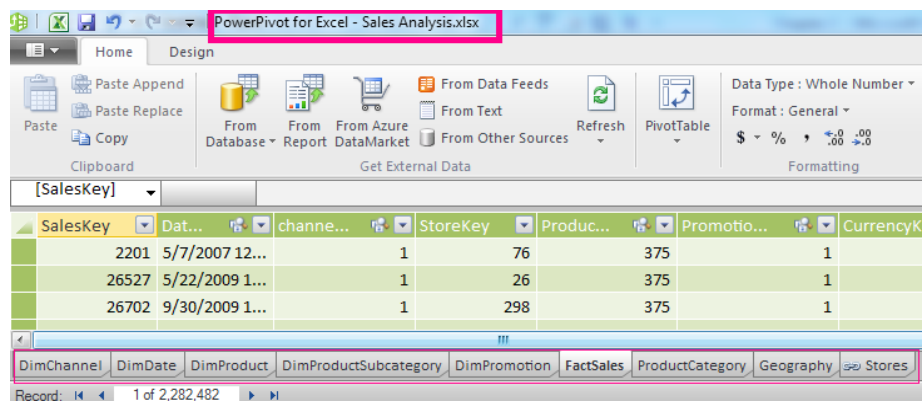 PowerPivot for Excel - Sales Analysis.xlsx
Home Design
Paste Append Paste Replace Copy Paste
From Database From Report From Azure DataMarket From Data Feeds From Text From Other Sources Refresh PivotTable
Data Type : Whole Number
Format : General
$ % , .0 .00 .00 .0
Clipboard Get External Data Formatting
[SalesKey]
SalesKey Dat... channe... StoreKey Produc... Promotio... CurrencyK
2201 5/7/2007 12... 1 76 375 1
26527 5/22/2009 1... 1 26 375 1
26702 9/30/2009 1... 1 298 375 1
DimChannel DimDate DimProduct DimProductSubcategory DimPromotion FactSales ProductCategory Geography Stores
Record: 1 of 2,282,482